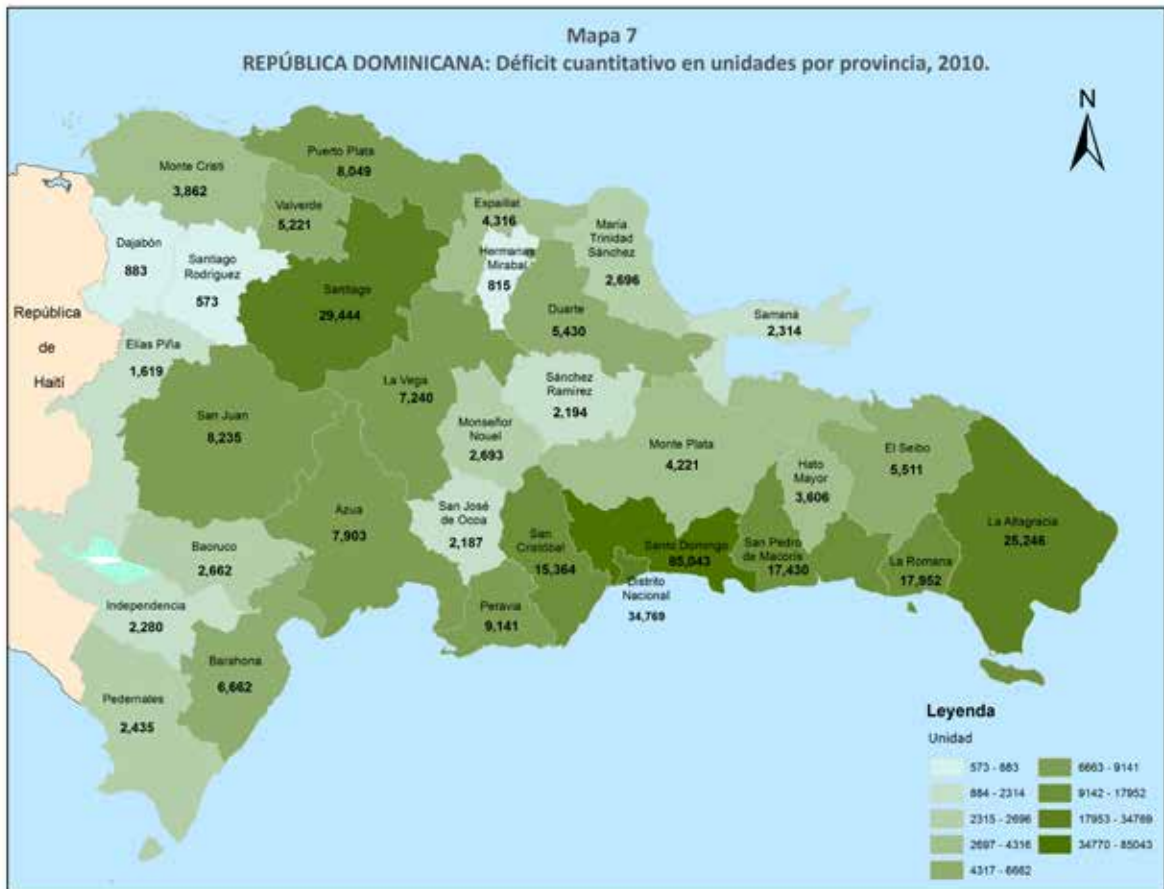 Mapa 7
REPÚBLICA DOMINICANA: Déficit cuantitativo en unidades por provincia, 2010.
N
Monte Cristi
3,862
Puerto Plata
8,049
Valverde
5,221
Espaillat
4,316
María
Trinidad
Sánchez
2,696
Dajabón
883
Santiago
Rodríguez
573
Hermanas
Mirabal
815
Santiago
29,444
Duarte
5,430
Samaná
2,314
República
de
Haití
Elías Piña
1,619
La Vega
7,240
Sánchez
Ramírez
2,194
San Juan
8,235
Monseñor
Nouel
2,693
Monte Plata
4,221
Hato
Mayor
3,606
El Seibo
5,511
Azua
7,903
San José
de Ocoa
2,187
San
Cristóbal
15,364
Santo Domingo
85,043
San Pedro
de Macorís
17,430
La Romana
17,952
La Altagracia
25,246
Baoruco
2,662
Distrito
Nacional
34,769
Independencia
2,280
Peravia
9,141
Barahona
6,662
Pedernales
2,435
Leyenda
Unidad
573 - 883
884 - 2314
2315 - 2696
2697 - 4316
4317 - 6662
6663 - 9141
9142 - 17952
17953 - 34769
34770 - 85043